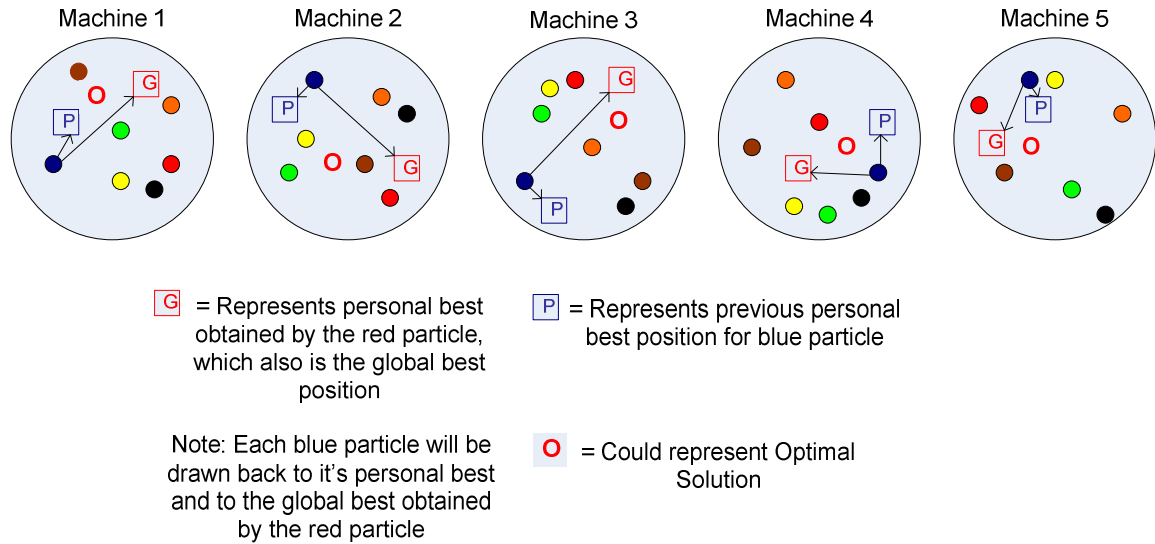 Machine 1
Machine 2
Machine 3
Machine 4
Machine 5
O
G
P
P
O
G
G
O
P
P
O
G
P
G
O
G
= Represents personal best
obtained by the red particle,
which also is the global best
position
P
= Represents previous personal
best position for blue particle
Note: Each blue particle will be
drawn back to it's personal best
and to the global best obtained
by the red particle
O
= Could represent Optimal
Solution